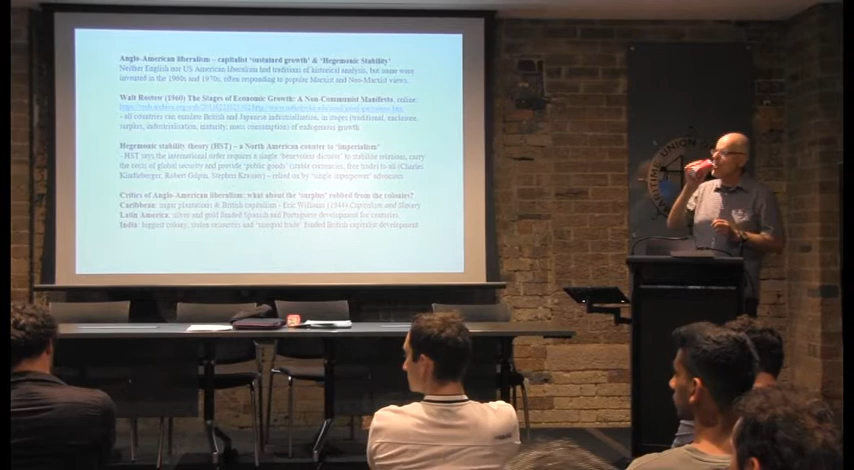 Anglo-American liberalism – capitalist 'sustained growth' & 'Hegemonic Stability'
Neither English nor US American liberalism had traditions of historical analysis, but some were
invented in the 1960s and 1970s, often responding to popular Marxist and Neo-Marxist views.
Walt Rostow (1960) The Stages of Economic Growth: A Non-Communist Manifesto, online:
- all countries can emulate British and Japanese industrialisation, in stages (traditional,
surplus, industrialisation, maturity, mass consumption) of endogenous growth
Hegemonic stability theory (HST) – a North American counter to 'imperialism'
- HST says the international order requires a single 'benevolent dictator' to stabilise relations, carry
the costs of global security and provide 'public goods' (stable currencies, free trade) to all (Charles
Kindleberger, Robert Gilpin, Stephen Krasner) – relied on by 'single superpower' advocates
Critics of Anglo-American liberalism: what about the 'surplus' robbed from the colonies?
Caribbean: sugar plantations & British capitalism - Eric Williams (1944) Capitalism and Slavery
Latin America: silver and gold funded Spanish and Portuguese development for centuries
India: biggest colony, stolen resources and 'unequal trade' funded British capitalist development
MARITIME UNION OF